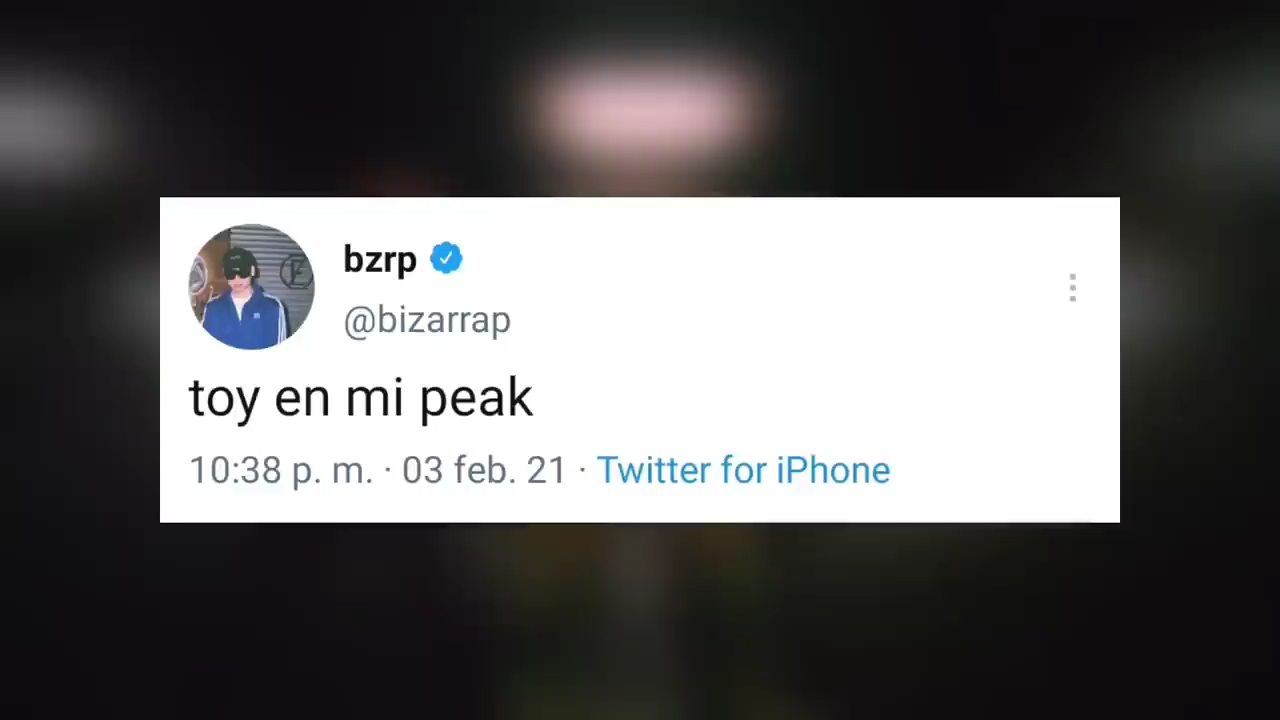 bzrp
@bizarrap
toy en mi peak
10:38 p. m. · 03 feb. 21 · Twitter for iPhone